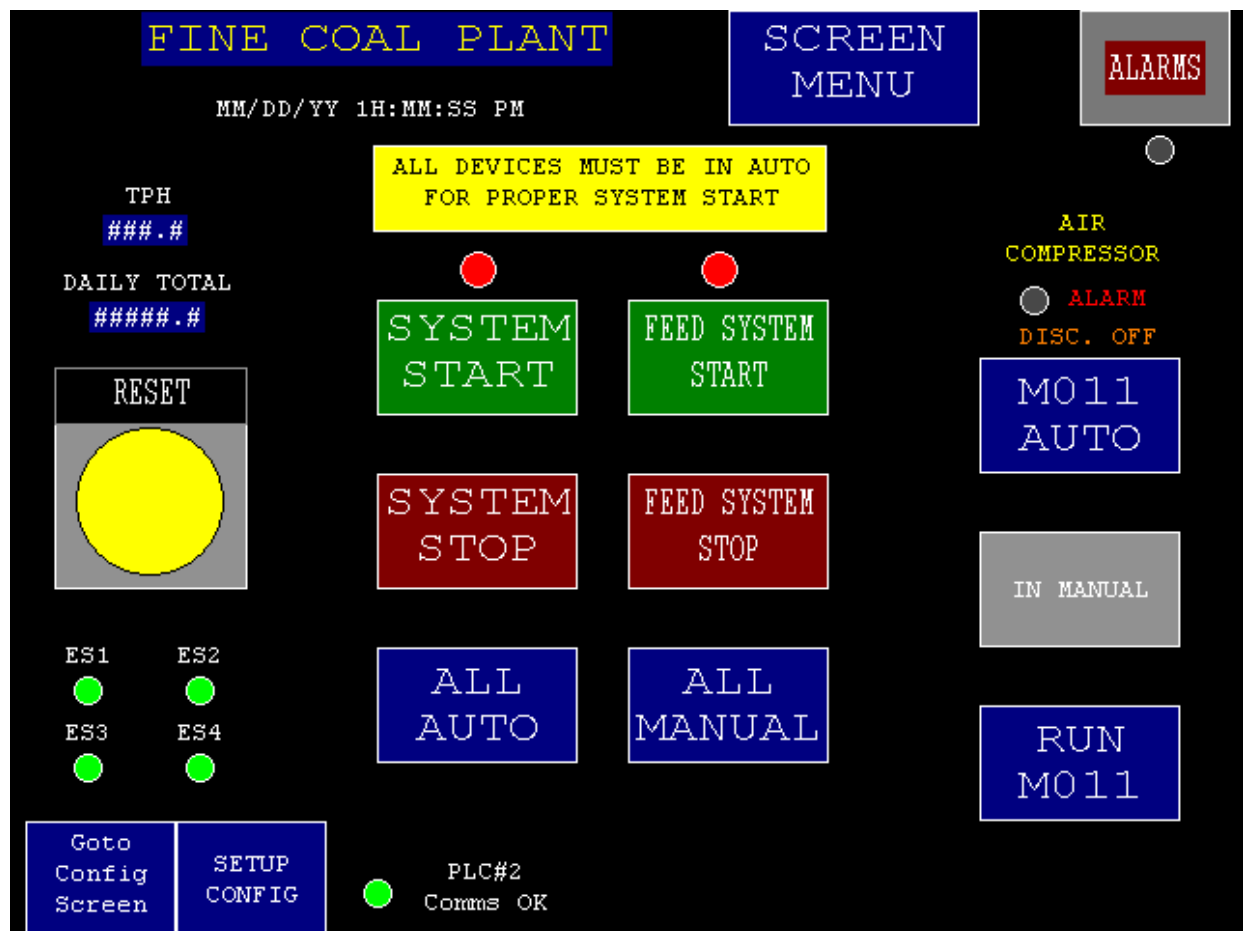 FINE COAL PLANT
SCREEN
MENU
ALARMS
MM/DD/YY 1H:MM:SS PM
ALL DEVICES MUST BE IN AUTO
FOR PROPER SYSTEM START
TPH
###.#
DAILY TOTAL
#####.#
AIR
COMPRESSOR
ALARM
DISC. OFF
SYSTEM
START
FEED SYSTEM
START
M011
AUTO
RESET
SYSTEM
STOP
FEED SYSTEM
STOP
IN MANUAL
ES1
ES2
ES3
ES4
ALL
AUTO
ALL
MANUAL
RUN
M011
Goto
Config
Screen
SETUP
CONFIG
PLC#2
Comms OK